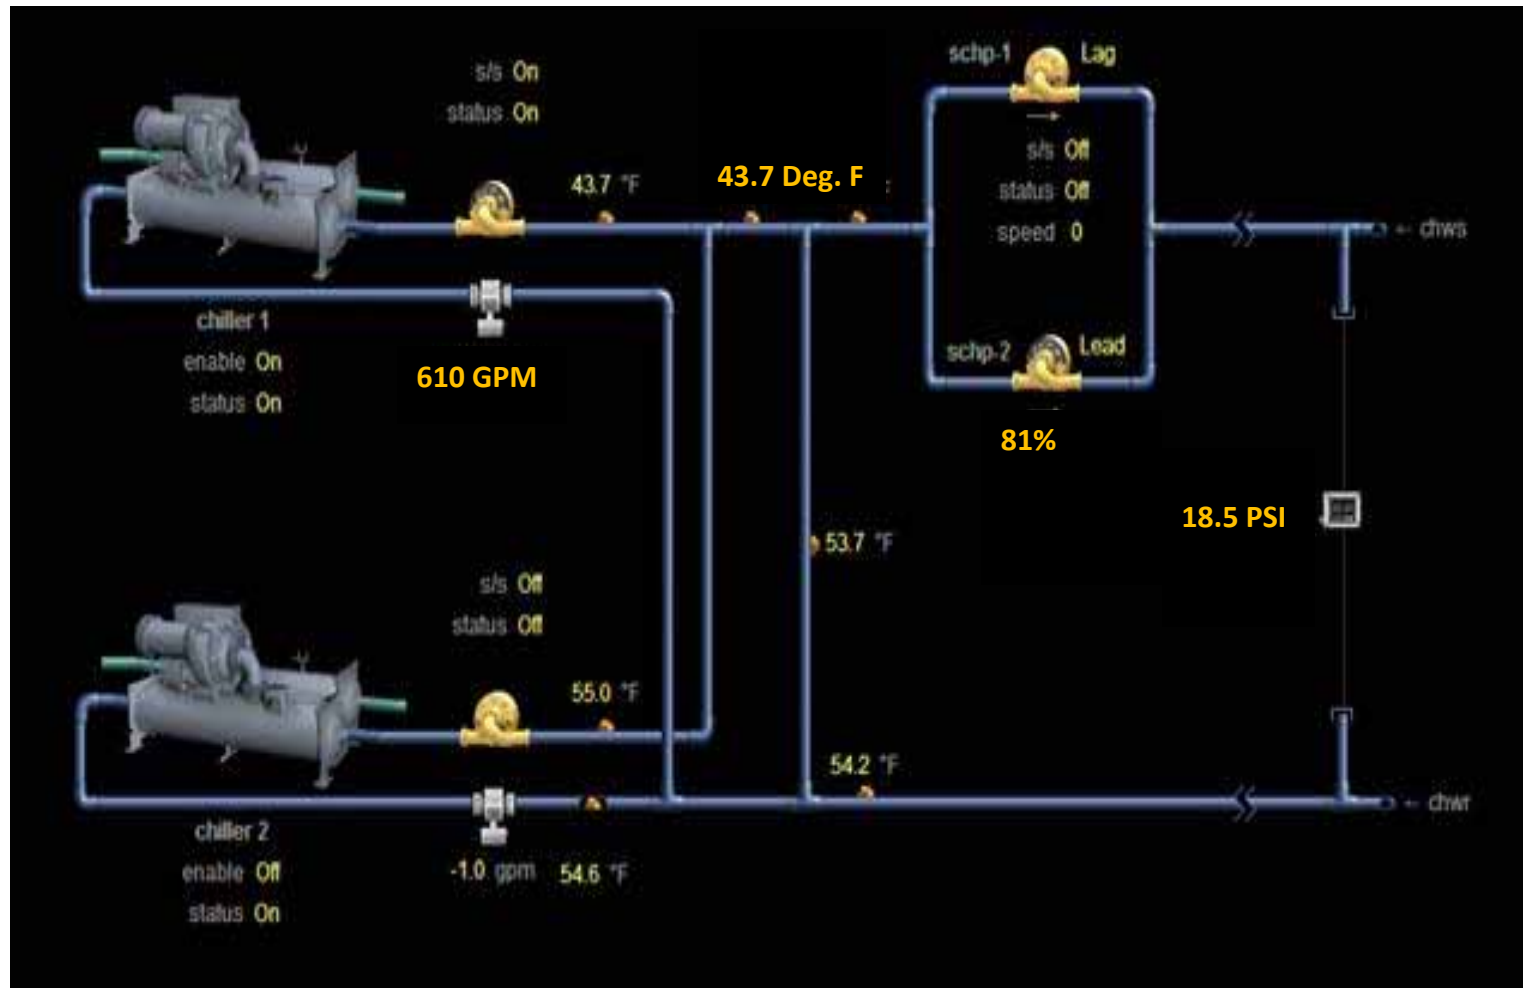 schp-1 Lag
s/s On
status On
43.7 °F
43.7 Deg. F
s/s Off
status Off
speed 0
← chws
chiller 1
enable On
status On
610 GPM
schp-2 Lead
81%
18.5 PSI
53.7 °F
s/s Off
status Off
55.0 °F
54.2 °F
← chwr
chiller 2
enable Off
status On
-1.0 gpm 54.6 °F